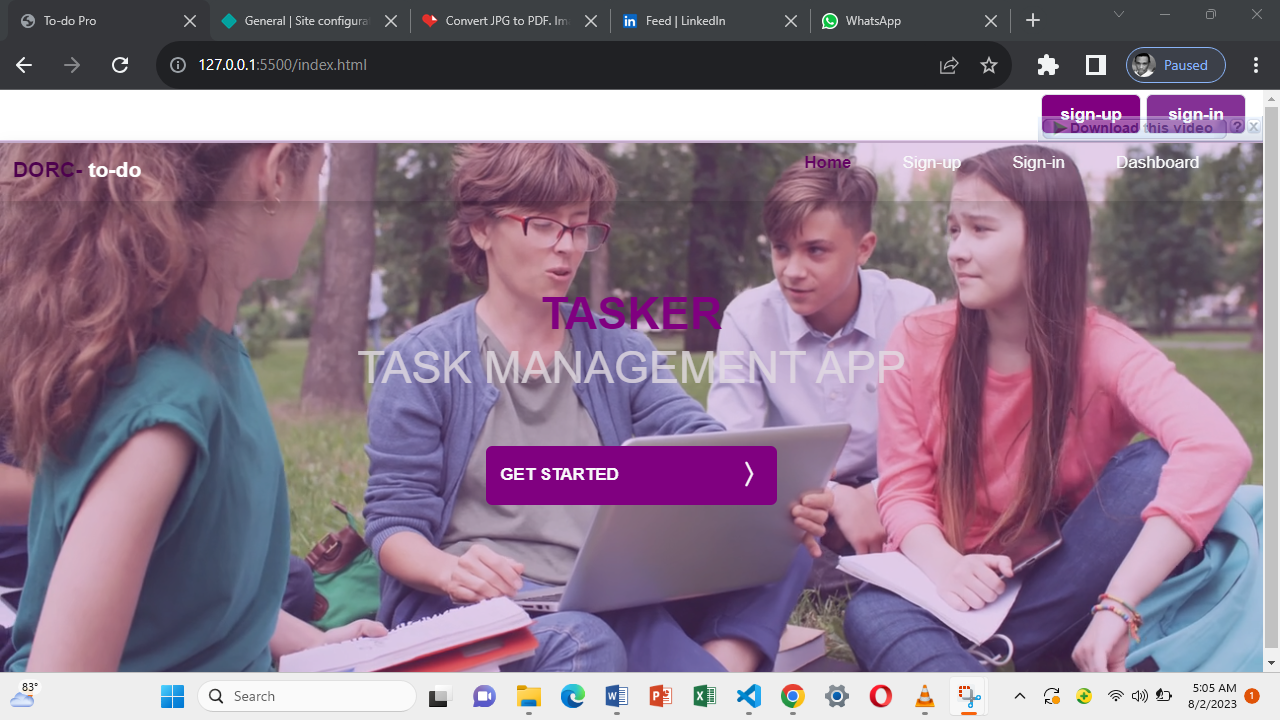 To-do Pro
General | Site configurat
Convert JPG to PDF. Im
Feed | LinkedIn
WhatsApp
127.0.0.1:5500/index.html
Paused
sign-up
sign-in
Download this video
?
X
DORC- to-do
Home
Sign-up
Sign-in
Dashboard
TASKER
TASK MANAGEMENT APP
GET STARTED
83°
Search
5:05 AM
8/2/2023
1